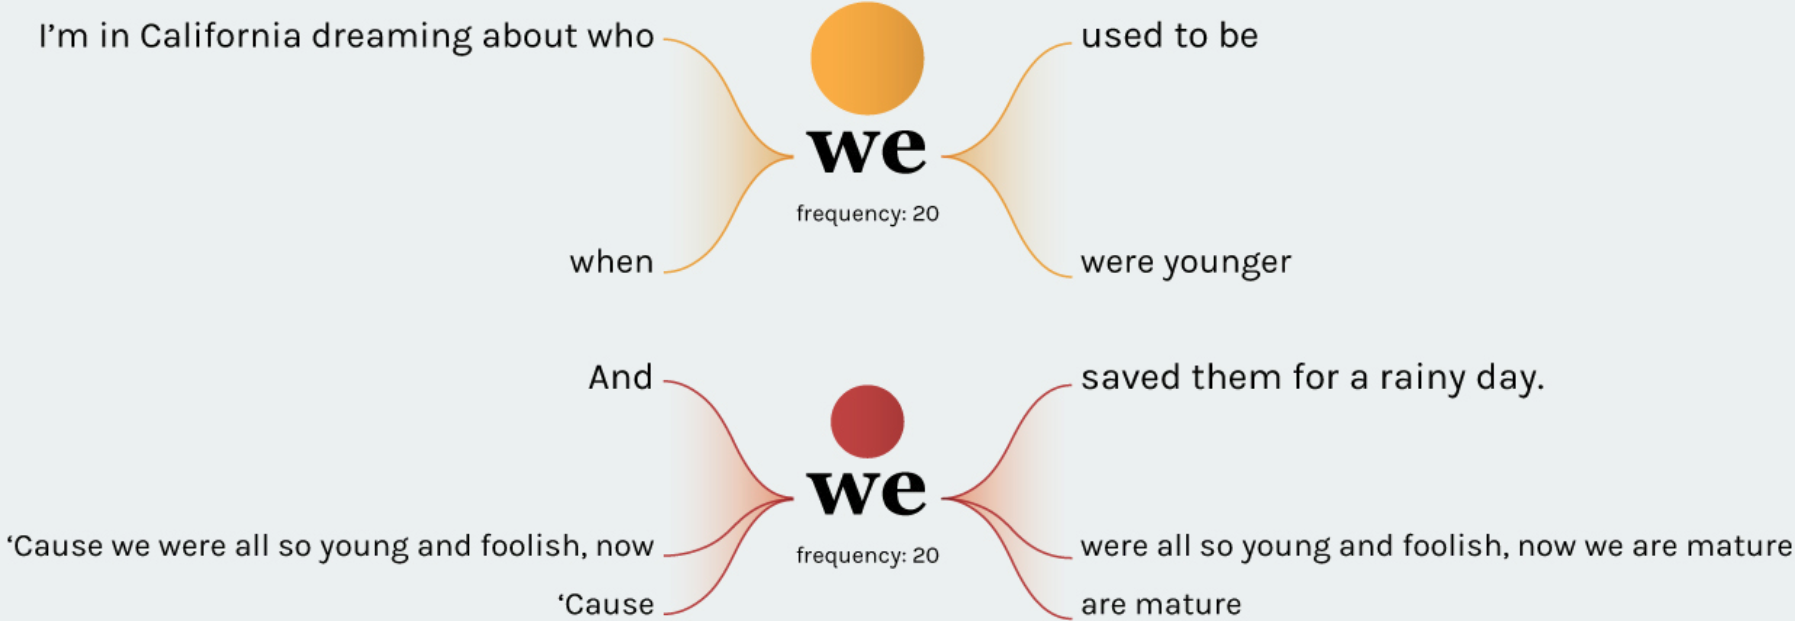 I’m in California dreaming about who
we
used to be
frequency: 20
when
were younger
And
we
saved them for a rainy day.
‘Cause we were all so young and foolish, now
were all so young and foolish, now we are mature
frequency: 20
‘Cause
are mature